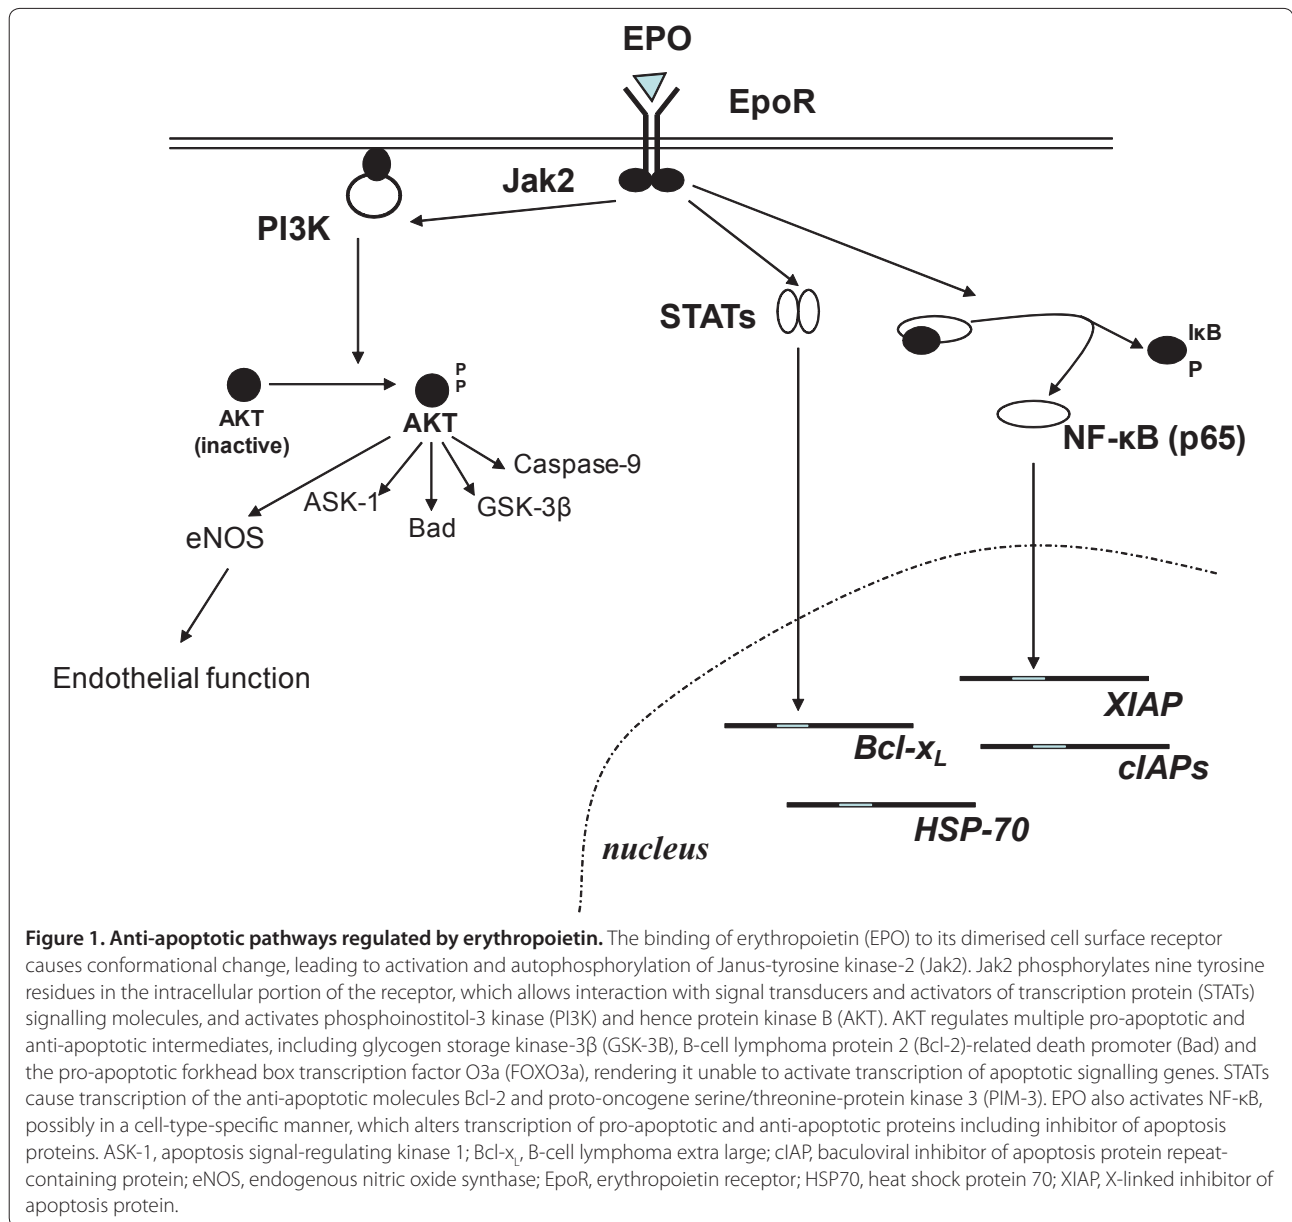 EPO
EpoR
Jak2
PI3K
STATs
IκB
P
P
P
AKT
(inactive)
AKT
NF-κB (p65)
Caspase-9
ASK-1
GSK-3β
Bad
eNOS
Endothelial function
XIAP
Bcl-xL
cIAPs
HSP-70
nucleus
Figure 1. Anti-apoptotic pathways regulated by erythropoietin. The binding of erythropoietin (EPO) to its dimerised cell surface receptor
causes conformational change, leading to activation and autophosphorylation of Janus-tyrosine kinase-2 (Jak2). Jak2 phosphorylates nine tyrosine
residues in the intracellular portion of the receptor, which allows interaction with signal transducers and activators of transcription protein (STATs)
signalling molecules, and activates phosphoinostitol-3 kinase (PI3K) and hence protein kinase B (AKT). AKT regulates multiple pro-apoptotic and
anti-apoptotic intermediates, including glycogen storage kinase-3β (GSK-3B), B-cell lymphoma protein 2 (Bcl-2)-related death promoter (Bad) and
the pro-apoptotic forkhead box transcription factor O3a (FOXO3a), rendering it unable to activate transcription of apoptotic signalling genes. STATs
cause transcription of the anti-apoptotic molecules Bcl-2 and proto-oncogene serine/threonine-protein kinase 3 (PIM-3). EPO also activates NF-κB,
possibly in a cell-type-specific manner, which alters transcription of pro-apoptotic and anti-apoptotic proteins including inhibitor of apoptosis
proteins. ASK-1, apoptosis signal-regulating kinase 1; Bcl-xL, B-cell lymphoma extra large; cIAP, baculoviral inhibitor of apoptosis protein repeat-
containing protein; eNOS, endogenous nitric oxide synthase; EpoR, erythropoietin receptor; HSP70, heat shock protein 70; XIAP, X-linked inhibitor of
apoptosis protein.